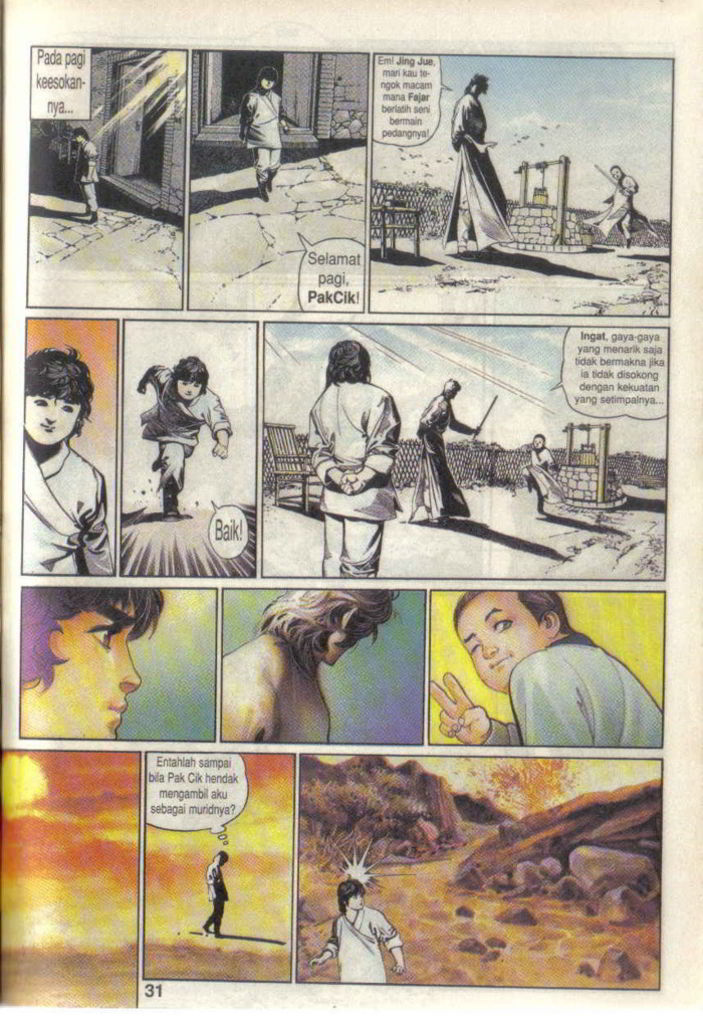 Pada pagi
keesokan-
nya...
Selamat
pagi,
PakCik!
Em! Jing Jue,
mari kau te-
ngok macam
mana Fajar
berlatih seni
bermain
pedangnya!
Baik!
Ingat, gaya-gaya
yang menarik saja
tidak bermakna jika
ia tidak disokong
dengan kekuatan
yang setimpalnya...
Entahlah sampai
bila Pak Cik hendak
mengambil aku
sebagai muridnya?
31